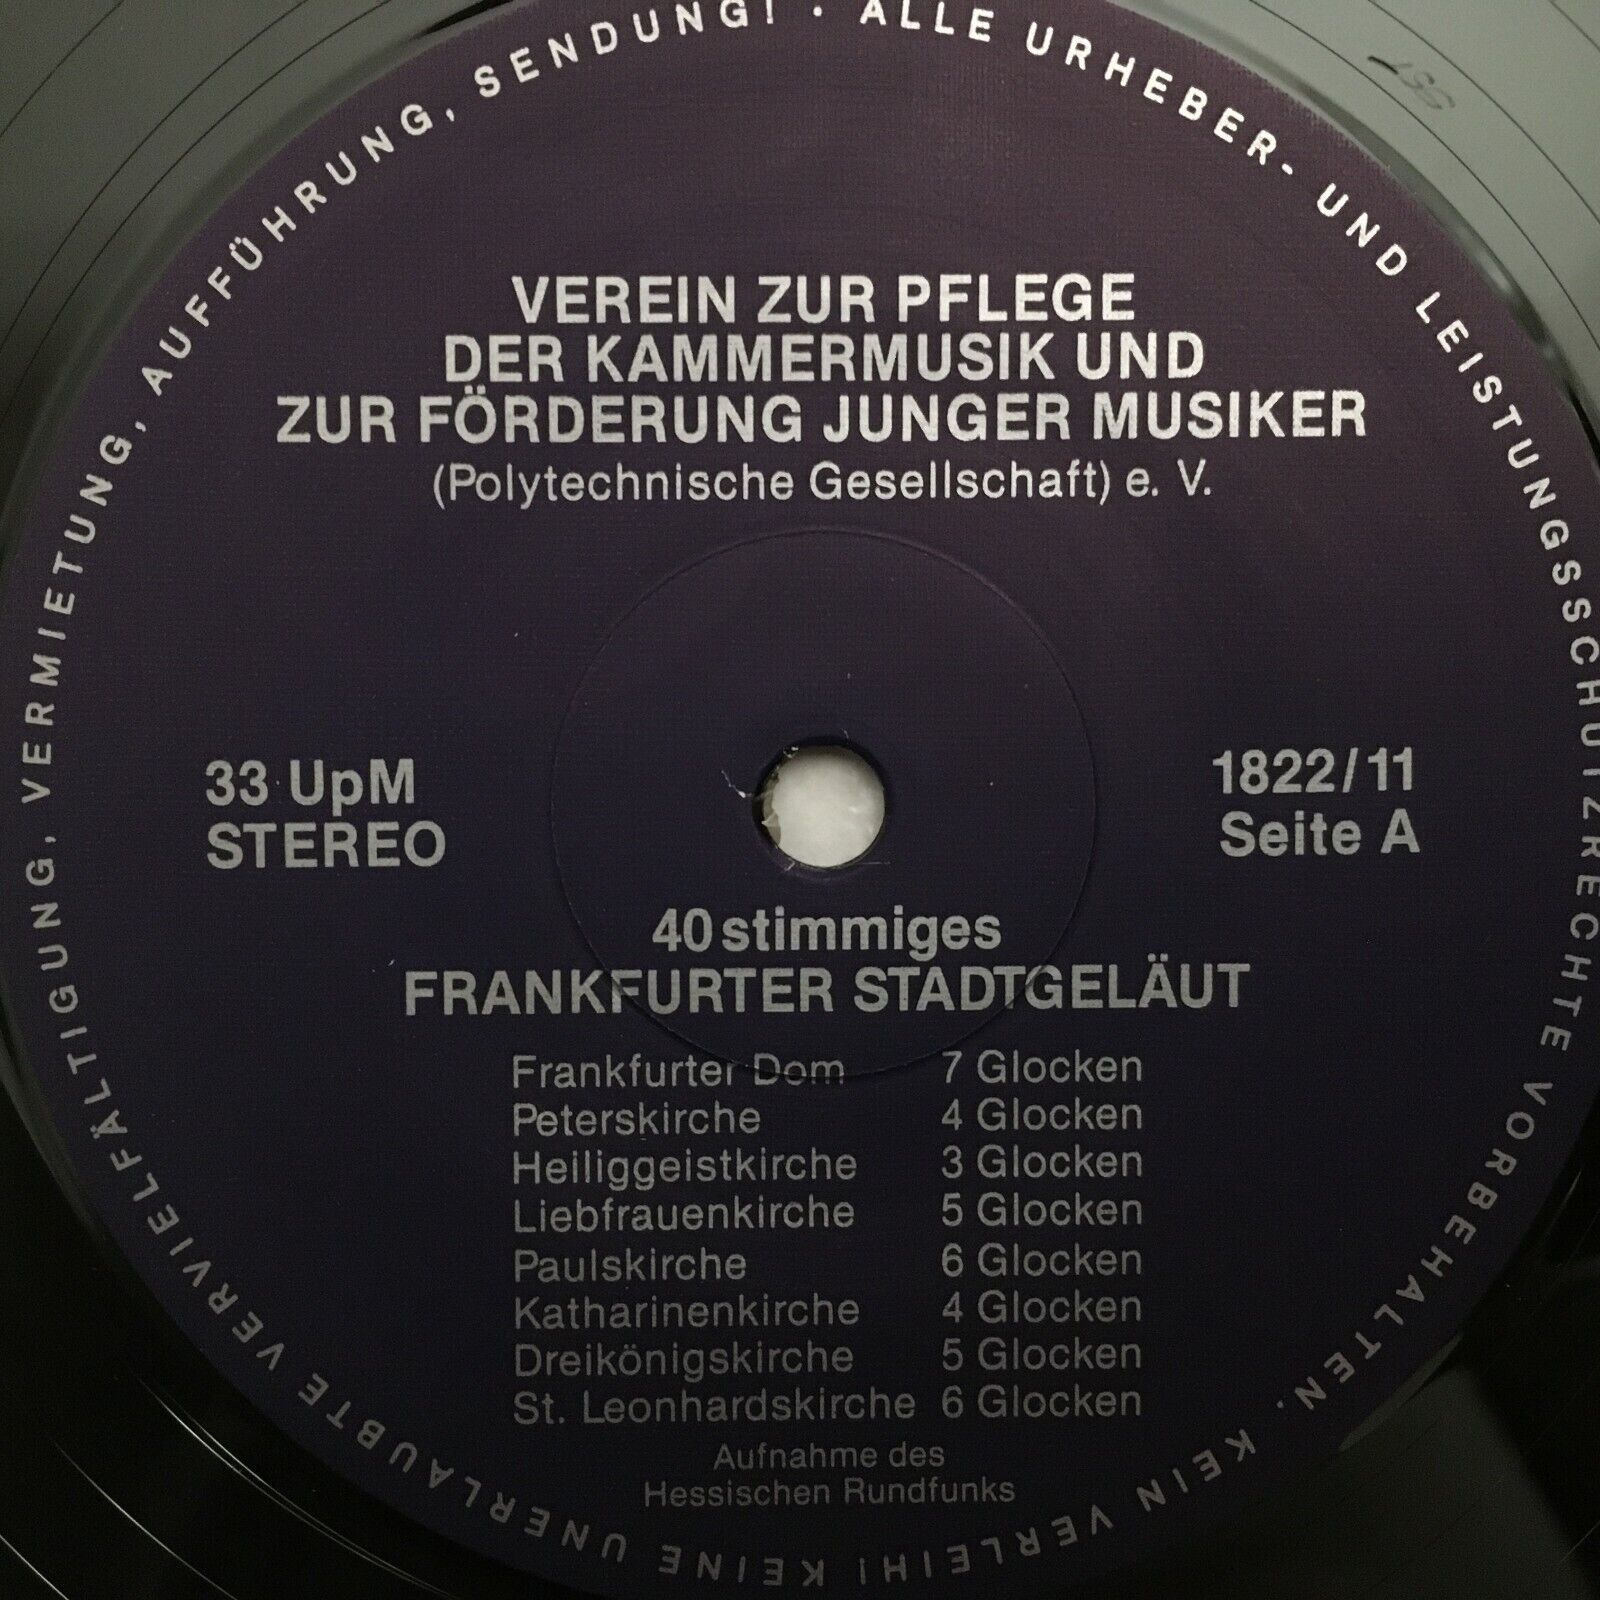 VEREIN ZUR PFLEGE
DER KAMMERMUSIK UND
ZUR FÖRDERUNG JUNGER MUSIKER
(Polytechnische Gesellschaft) e. V.
33 UpM
STEREO
1822/11
Seite A
40stimmiges
FRANKFURTER STADTGELÄUT
Frankfurter Dom 7 Glocken
Peterskirche 4 Glocken
Heiliggeistkirche 3 Glocken
Liebfrauenkirche 5 Glocken
Paulskirche 6 Glocken
Katharinenkirche 4 Glocken
Dreikönigskirche 5 Glocken
St. Leonhardskirche 6 Glocken
Aufnahme des
Hessischen Rundfunks
ALLE URHEBER- UND LEISTUNGSSCHUTZRECHTE VORBEHALTEN. KEIN VERLEIH! KEINE UNERLAUBTE VERVIELFÄLTIGUNG, VERMIETUNG, AUFFÜHRUNG, SENDUNG! ·